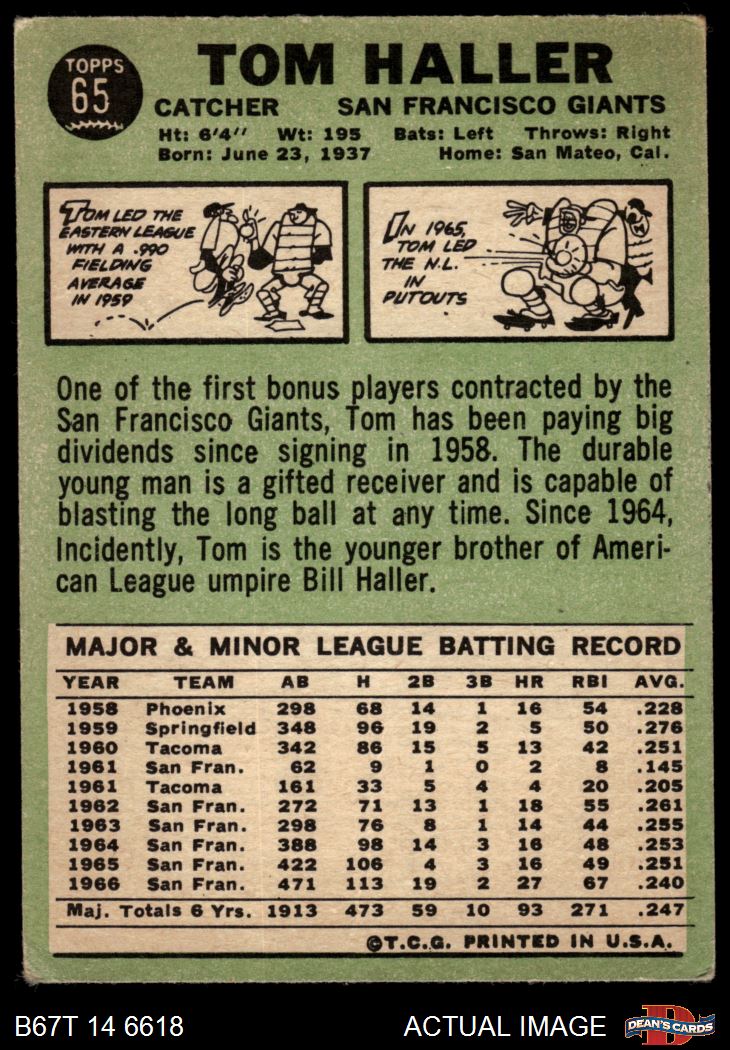 TOPPS
65
TOM HALLER
CATCHER SAN FRANCISCO GIANTS
Ht: 6'4" Wt: 195 Bats: Left Throws: Right
Born: June 23, 1937 Home: San Mateo, Cal.
TOM LED THE
EASTERN LEAGUE
WITH A .990
FIELDING
AVERAGE
IN 1959
IN 1965,
TOM LED
THE N.L.
IN
PUTOUTS
One of the first bonus players contracted by the
San Francisco Giants, Tom has been paying big
dividends since signing in 1958. The durable
young man is a gifted receiver and is capable of
blasting the long ball at any time. Since 1964,
Incidently, Tom is the younger brother of Ameri-
can League umpire Bill Haller.
MAJOR & MINOR LEAGUE BATTING RECORD
YEAR TEAM AB H 2B 3B HR RBI AVG.
1958 Phoenix 298 68 14 1 16 54 .228
1959 Springfield 348 96 19 2 5 50 .276
1960 Tacoma 342 86 15 5 13 42 .251
1961 San Fran. 62 9 1 0 2 8 .145
1961 Tacoma 161 33 5 4 4 20 .205
1962 San Fran. 272 71 13 1 18 55 .261
1963 San Fran. 298 76 8 1 14 44 .255
1964 San Fran. 388 98 14 3 16 48 .253
1965 San Fran. 422 106 4 3 16 49 .251
1966 San Fran. 471 113 19 2 27 67 .240
Maj. Totals 6 Yrs. 1913 473 59 10 93 271 .247
©T.C.G. PRINTED IN U.S.A.
B67T 14 6618 ACTUAL IMAGE
D
DEAN'S CARDS